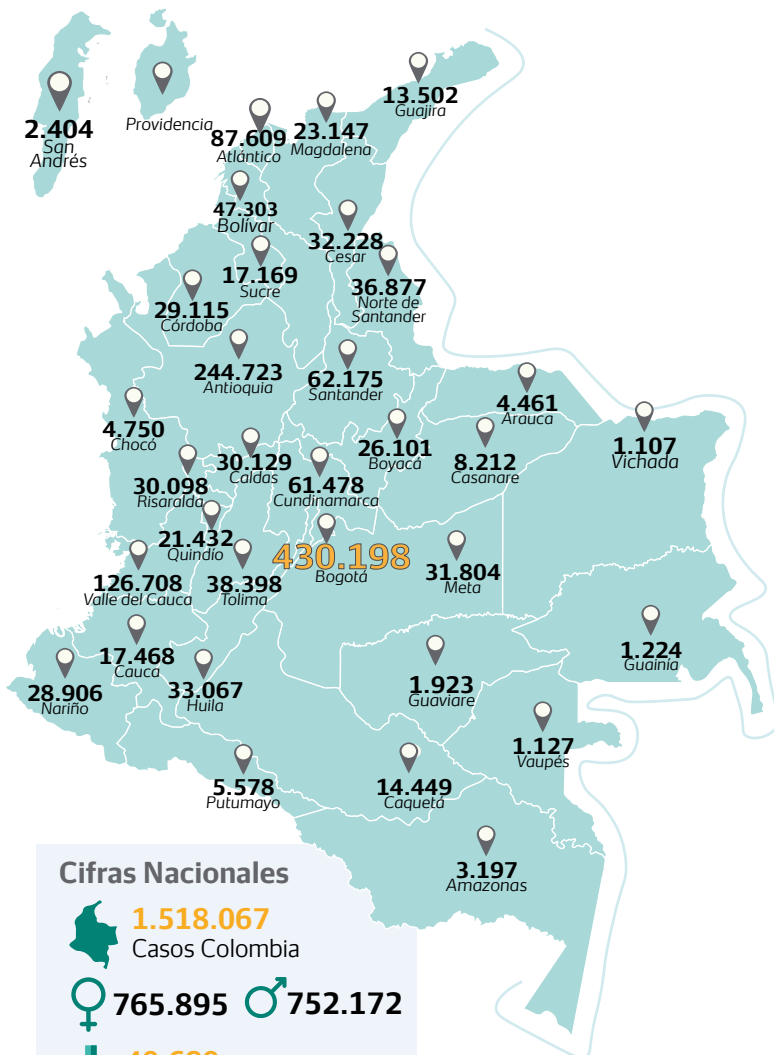 2.404
San
Andrés
Providencia
13.502
Guajira
87.609
Atlántico
23.147
Magdalena
47.303
Bolívar
32.228
Cesar
17.169
Sucre
36.877
Norte de
Santander
29.115
Córdoba
244.723
Antioquia
62.175
Santander
4.461
Arauca
4.750
Chocó
1.107
Vichada
26.101
Boyacá
8.212
Casanare
30.129
Caldas
30.098
Risaralda
61.478
Cundinamarca
21.432
Quindío
430.198
Bogotá
126.708
Valle del Cauca
38.398
Tolima
31.804
Meta
17.468
Cauca
1.224
Guainía
28.906
Nariño
33.067
Huila
1.923
Guaviare
1.127
Vaupés
5.578
Putumayo
14.449
Caquetá
3.197
Amazonas
Cifras Nacionales
1.518.067
Casos Colombia
765.895 752.172